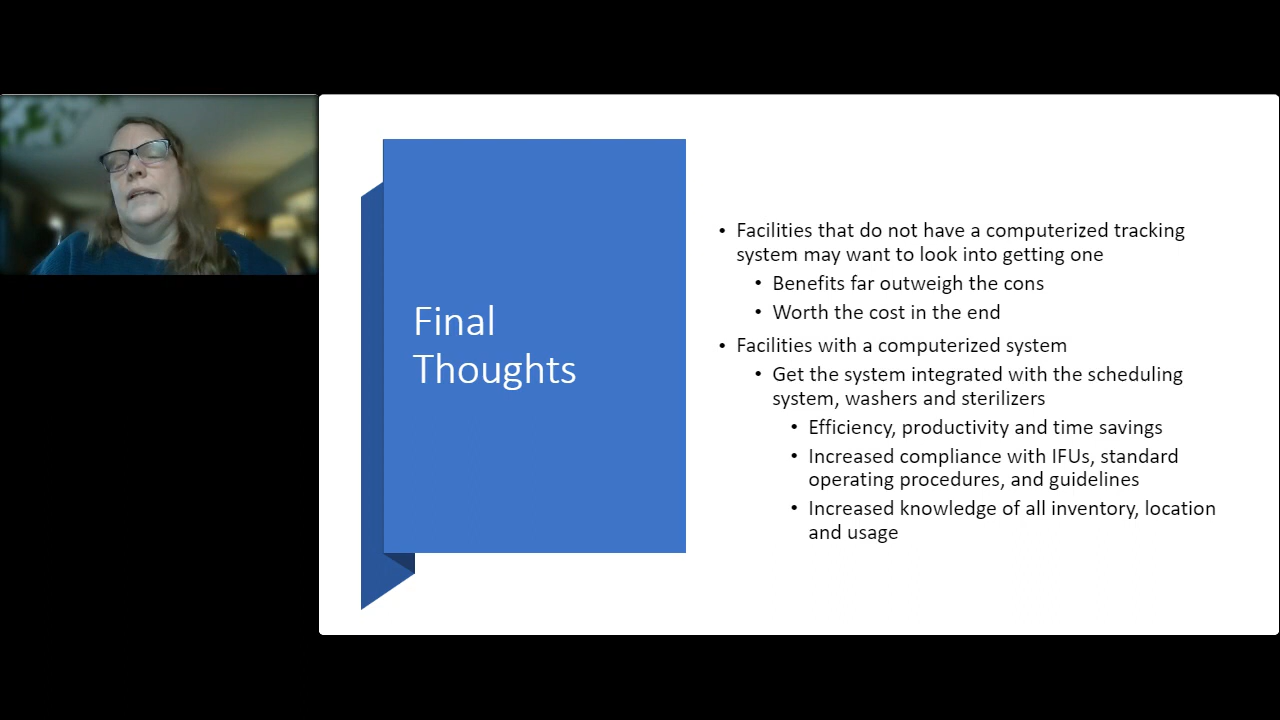 Final
Thoughts
• Facilities that do not have a computerized tracking
system may want to look into getting one
• Benefits far outweigh the cons
• Worth the cost in the end
• Facilities with a computerized system
• Get the system integrated with the scheduling
system, washers and sterilizers
• Efficiency, productivity and time savings
• Increased compliance with IFUs, standard
operating procedures, and guidelines
• Increased knowledge of all inventory, location
and usage